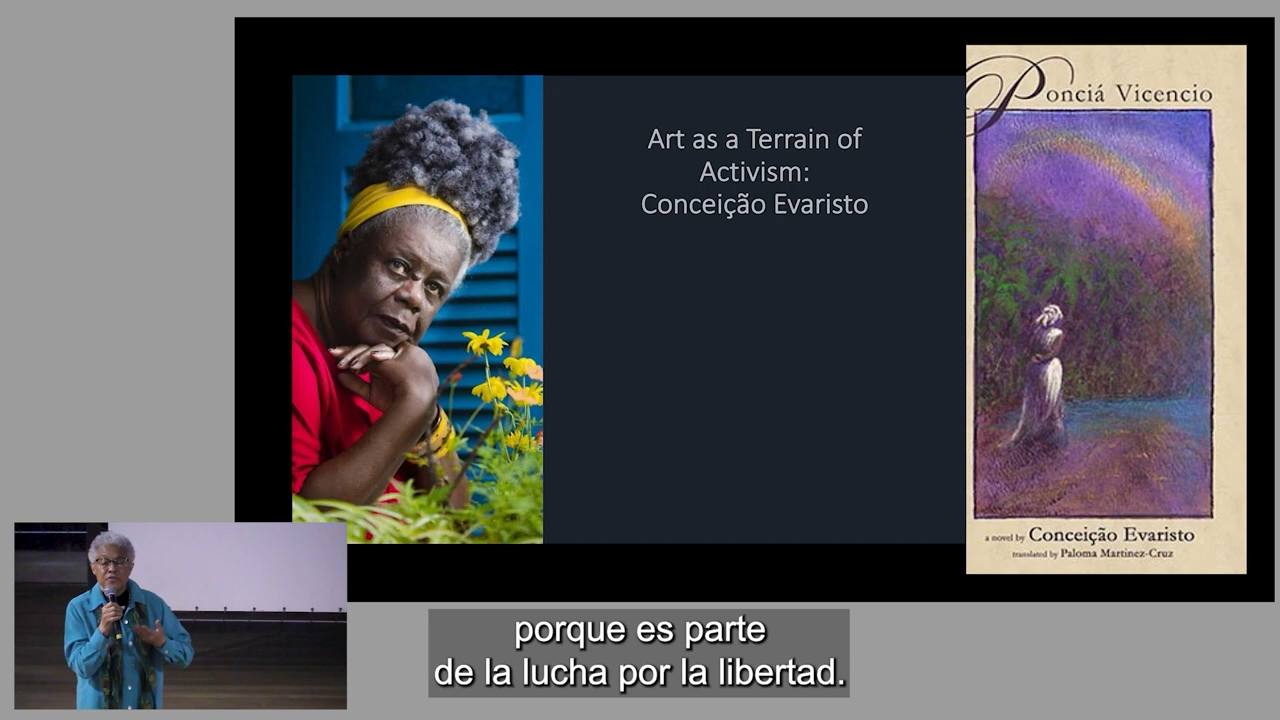 Art as a Terrain of
Activism:
Conceição Evaristo
Ponciá Vicencio
a novel by Conceição Evaristo
translated by Paloma Martinez-Cruz
porque es parte
de la lucha por la libertad.